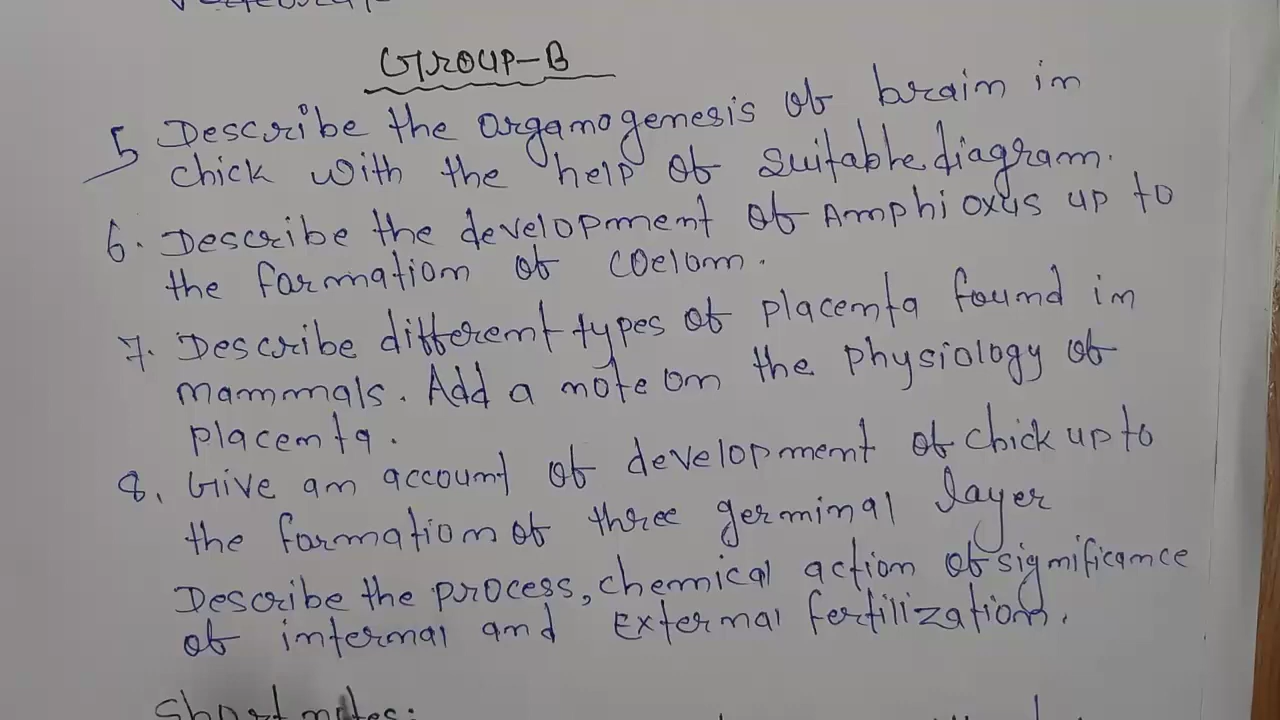 Group-B
5 Describe the organogenesis of brain in
chick with the help of suitable diagram.
6. Describe the development of Amphioxus up to
the formation of coelom.
7. Describe different types of placenta found in
mammals. Add a note on the physiology of
placenta.
8. Give an account of development of chick up to
the formation of three germinal layer
Describe the process, chemical action of significance
of internal and external fertilization.
Short notes: